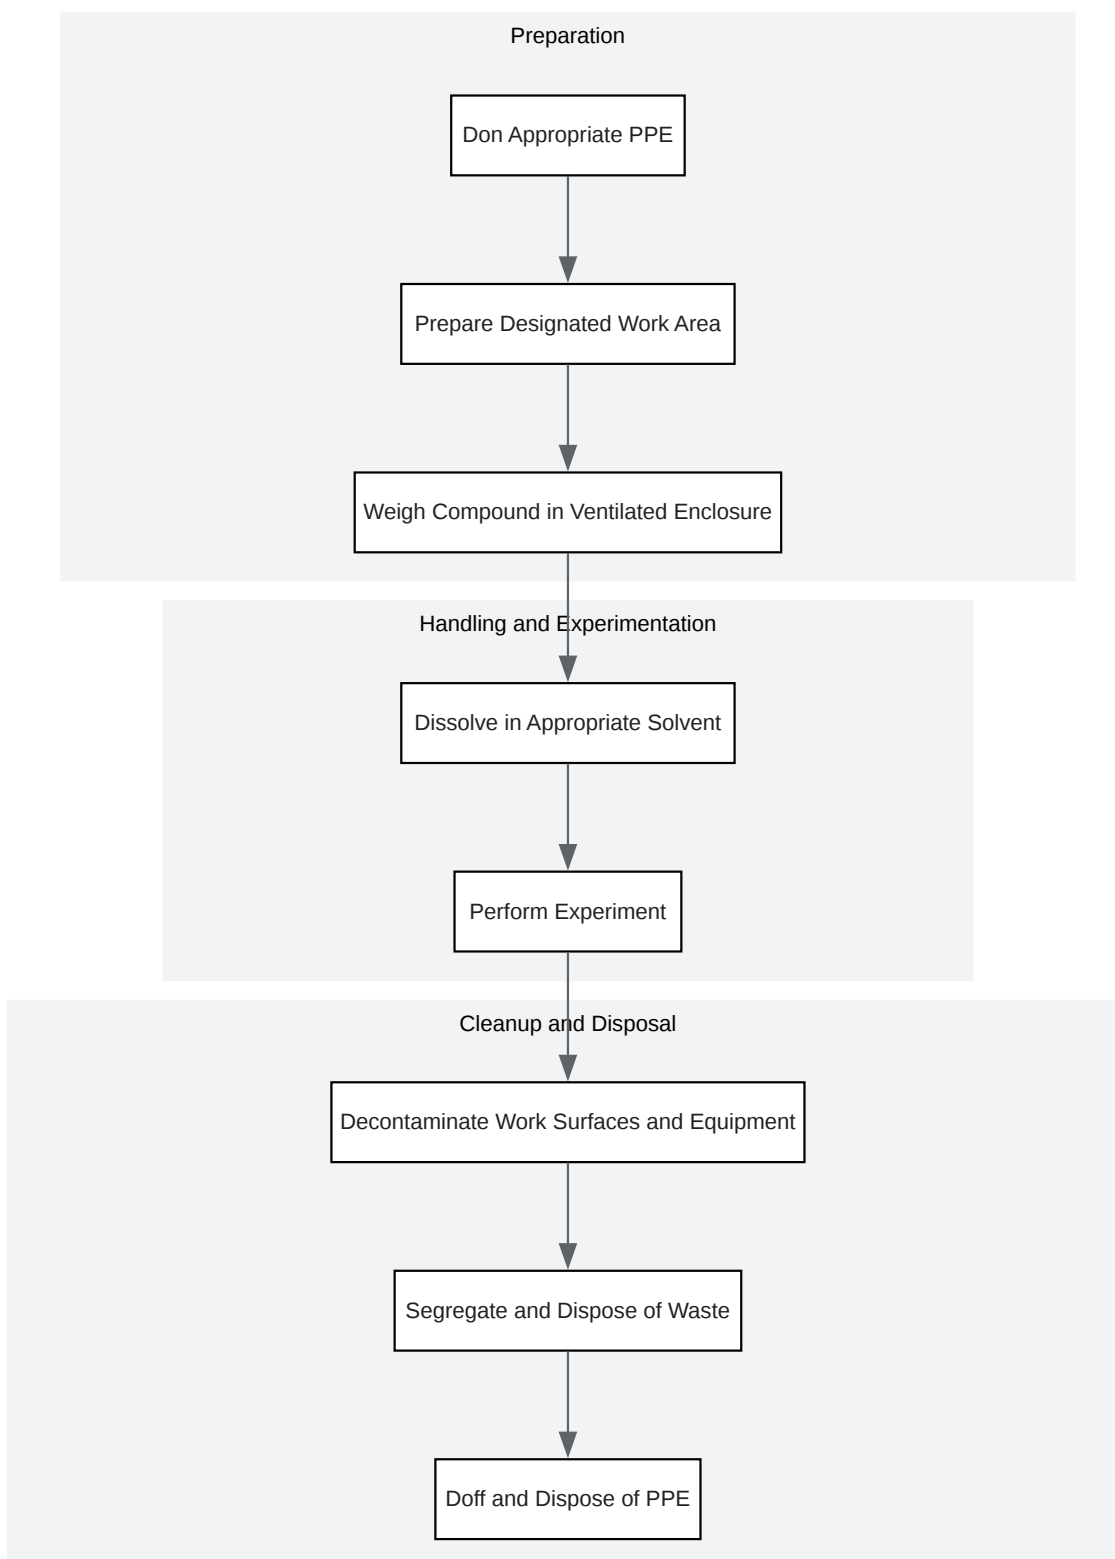 Preparation
Don Appropriate PPE
Prepare Designated Work Area
Weigh Compound in Ventilated Enclosure
Handling and Experimentation
Dissolve in Appropriate Solvent
Perform Experiment
Cleanup and Disposal
Decontaminate Work Surfaces and Equipment
Segregate and Dispose of Waste
Doff and Dispose of PPE